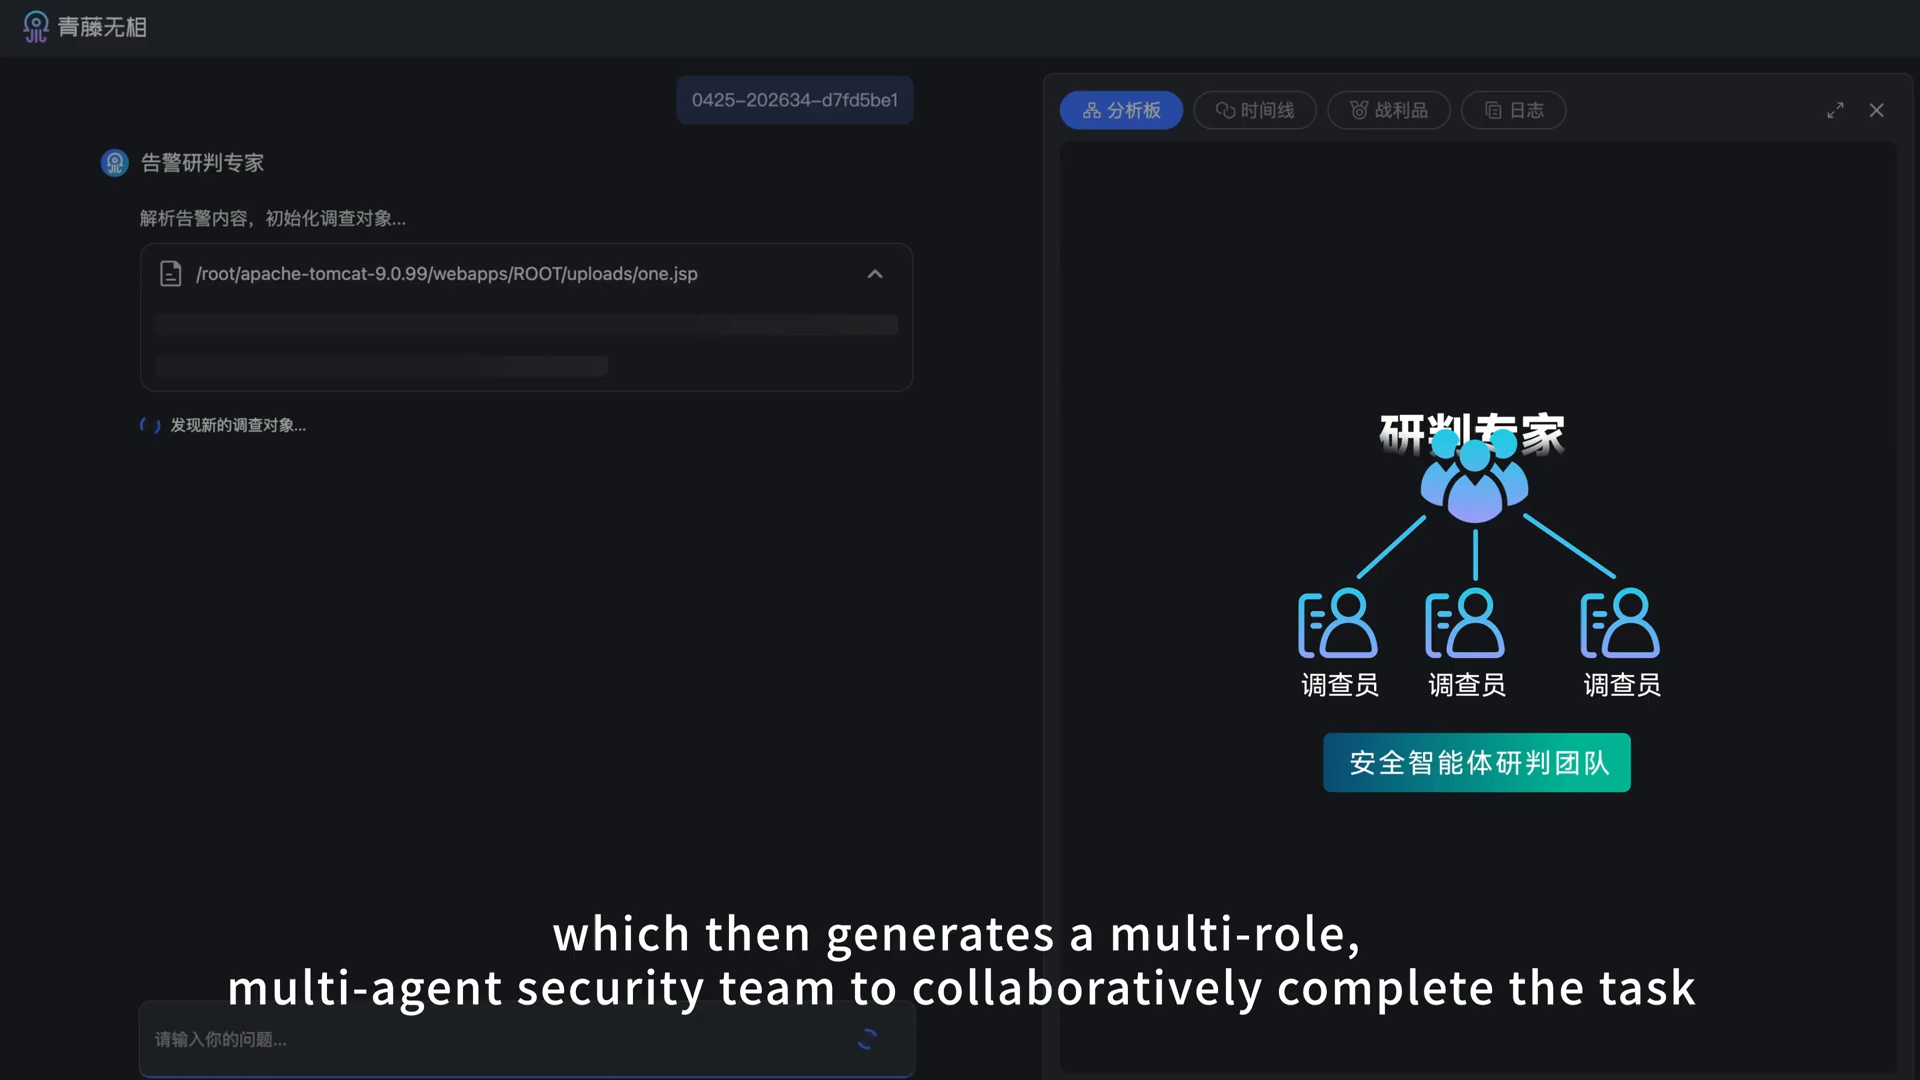 青藤无相
0425-202634-d7fd5be1
告警研判专家
解析告警内容，初始化调查对象...
/root/apache-tomcat-9.0.99/webapps/ROOT/uploads/one.jsp
发现新的调查对象...
请输入你的问题...
分析板
时间线
战利品
日志
研判专家
调查员
调查员
调查员
安全智能体研判团队
which then generates a multi-role,
multi-agent security team to collaboratively complete the task